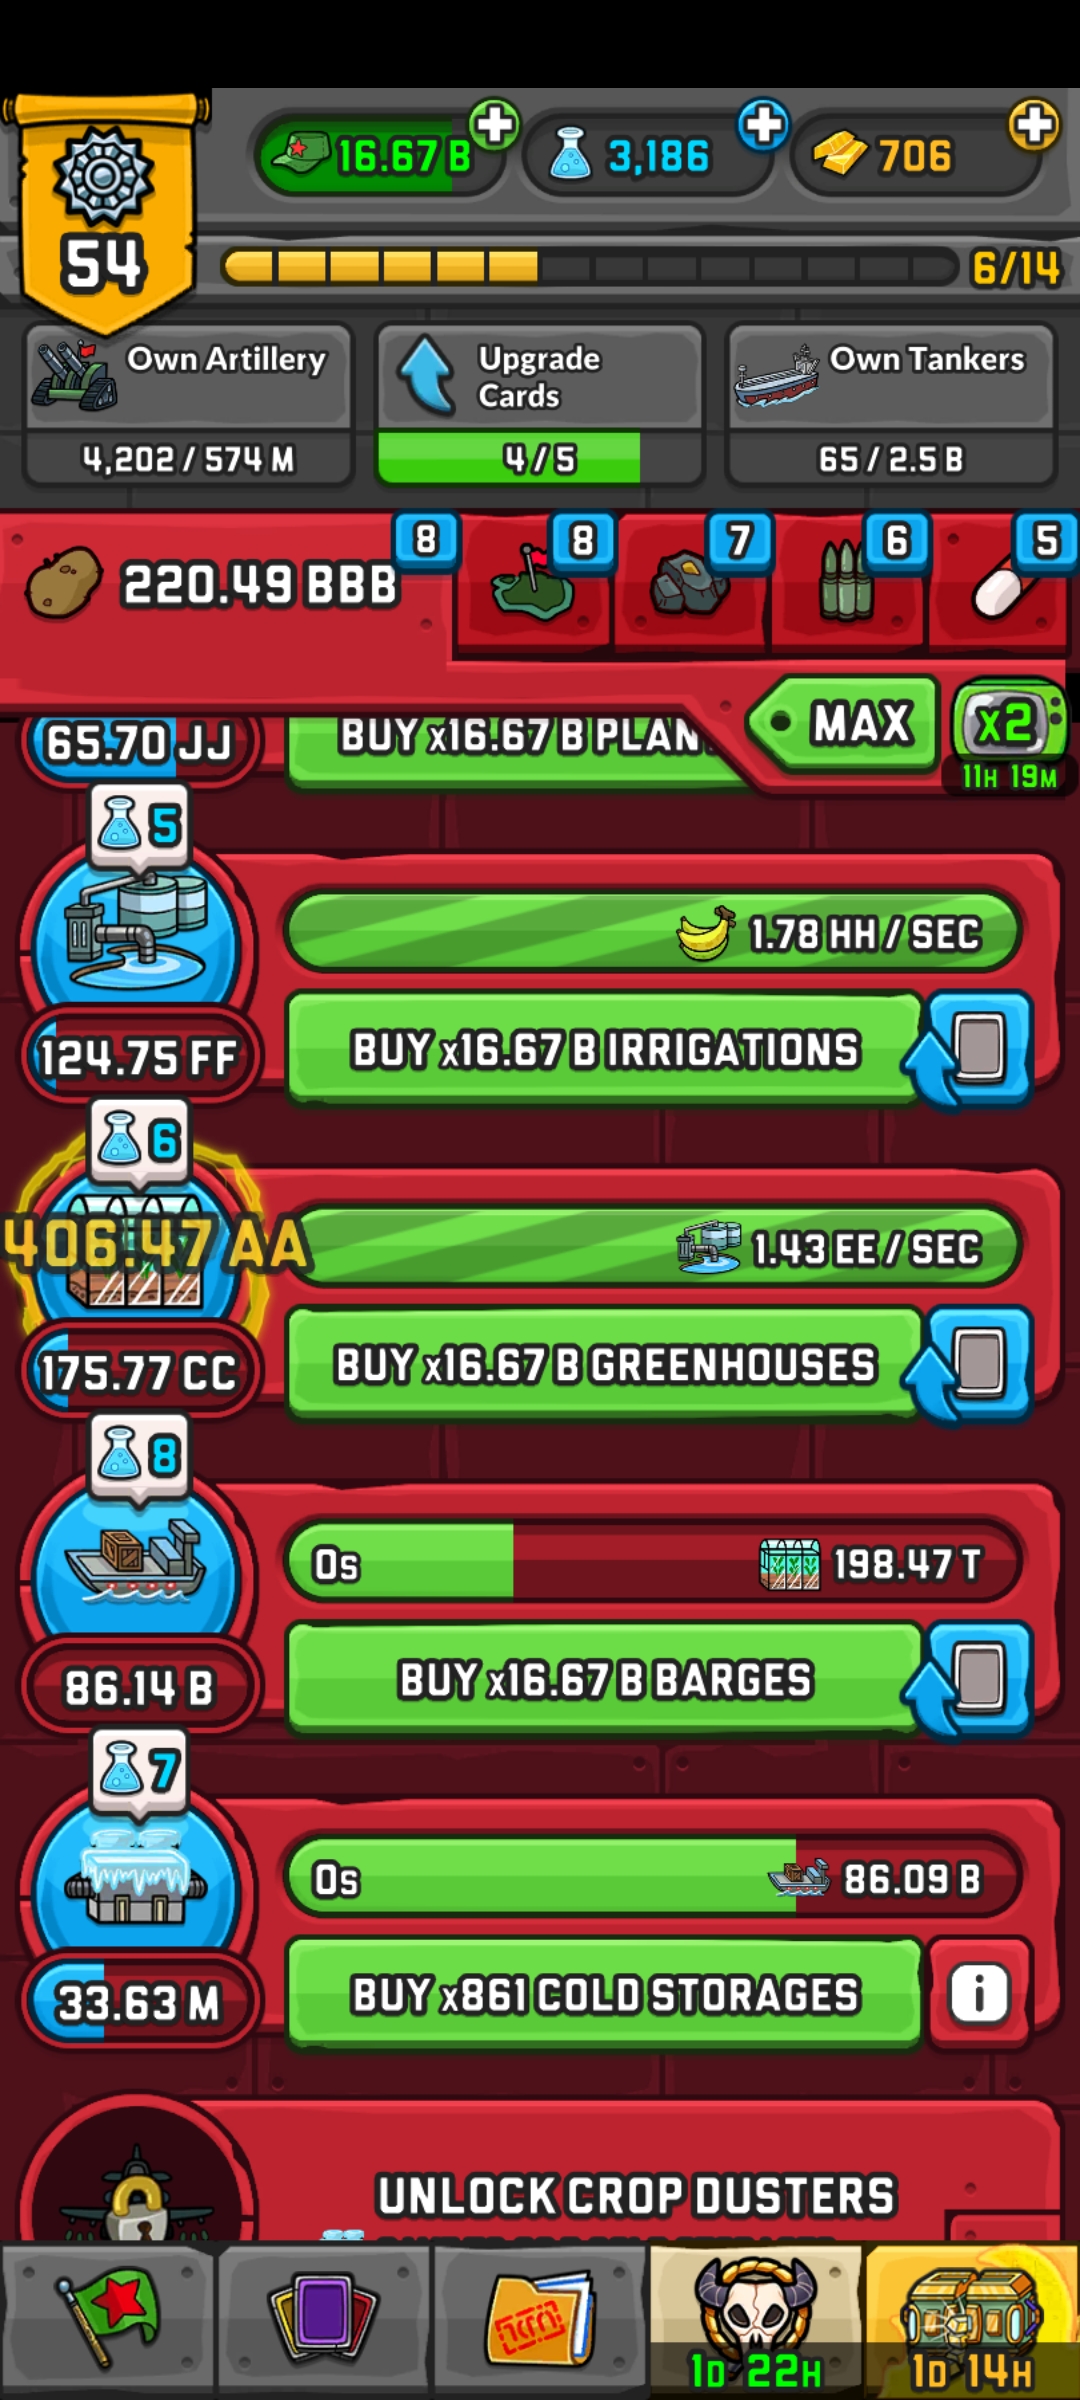 54
16.67 B
3,186
706
6/14
Own Artillery
4,202 / 574 M
Upgrade
Cards
4 / 5
Own Tankers
65 / 2.5 B
220.49 BBB
8
8
7
6
5
MAX
x2
11H 19M
65.70 JJ
BUY x16.67 B PLAN
5
1.78 HH / SEC
124.75 FF
BUY x16.67 B IRRIGATIONS
6
406.47 AA
1.43 EE / SEC
175.77 CC
BUY x16.67 B GREENHOUSES
8
0s
198.47 T
86.14 B
BUY x16.67 B BARGES
7
0s
86.09 B
33.63 M
BUY x861 COLD STORAGES
i
UNLOCK CROP DUSTERS
1D 22H
1D 14H